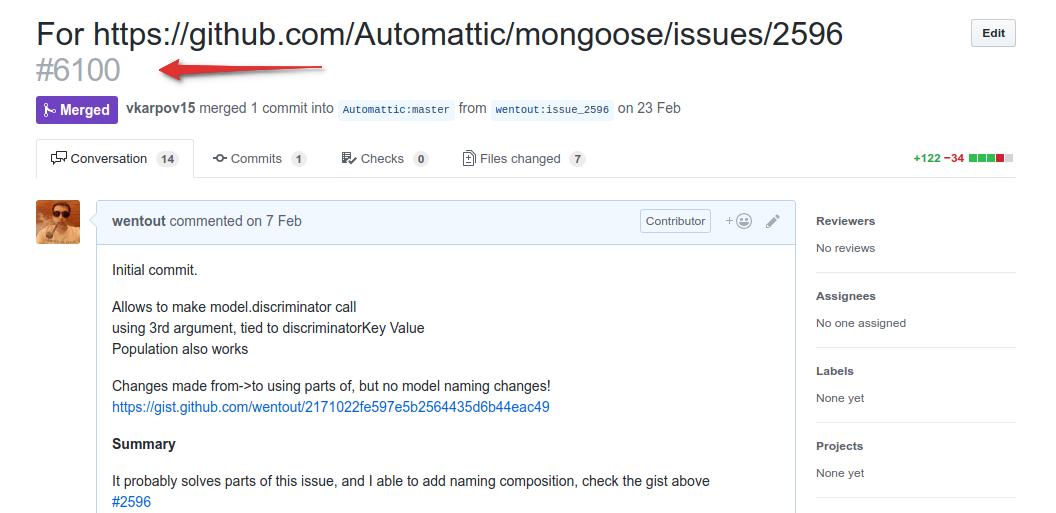 For https://github.com/Automattic/mongoose/issues/2596
#6100
Edit
Merged vkarpov15 merged 1 commit into Automattic:master from wentout:issue_2596 on 23 Feb
Conversation 14 Commits 1 Checks 0 Files changed 7 +122 −34
wentout commented on 7 Feb Contributor +
Initial commit.
Allows to make model.discriminator call
using 3rd argument, tied to discriminatorKey Value
Population also works
Changes made from->to using parts of, but no model naming changes!
https://gist.github.com/wentout/2171022fe597e5b2564435d6b44eac49
Summary
It probably solves parts of this issue, and I able to add naming composition, check the gist above
#2596
Reviewers
No reviews
Assignees
No one assigned
Labels
None yet
Projects
None yet